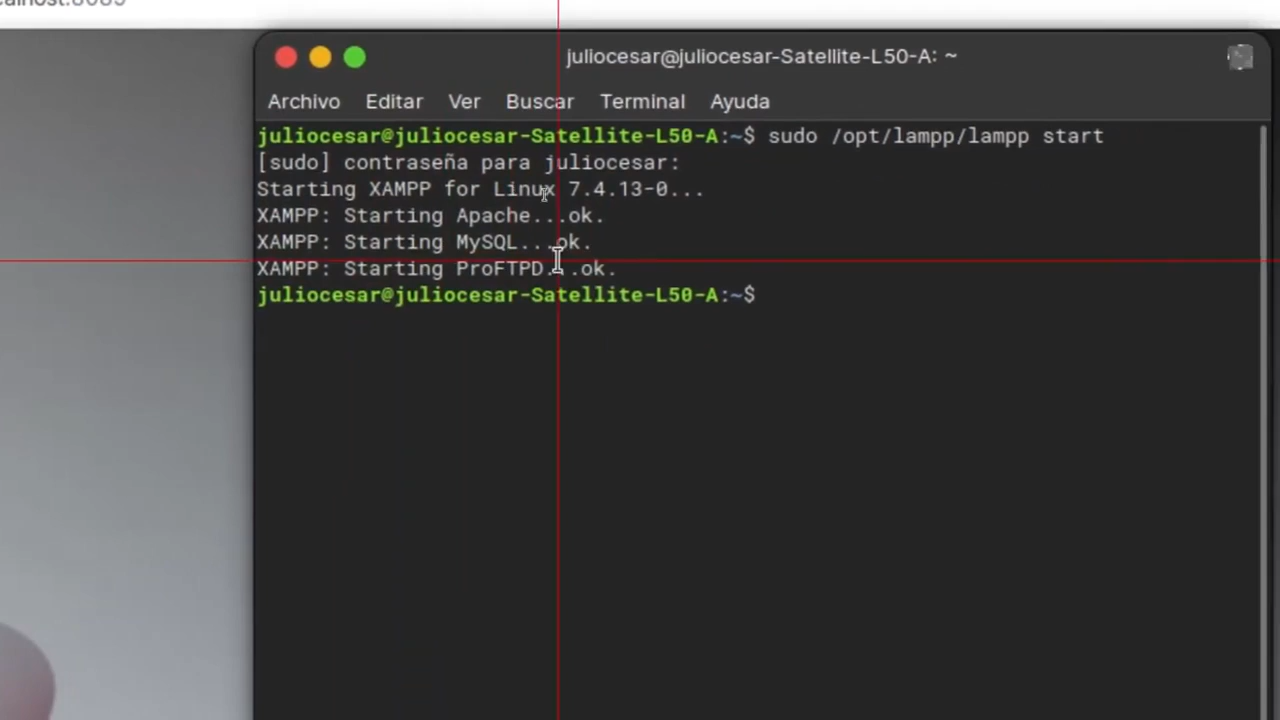 juliocesar@juliocesar-Satellite-L50-A: ~
Archivo Editar Ver Buscar Terminal Ayuda
juliocesar@juliocesar-Satellite-L50-A:~$ sudo /opt/lampp/lampp start
[sudo] contraseña para juliocesar:
Starting XAMPP for Linux 7.4.13-0...
XAMPP: Starting Apache...ok.
XAMPP: Starting MySQL...ok.
XAMPP: Starting ProFTPD...ok.
juliocesar@juliocesar-Satellite-L50-A:~$